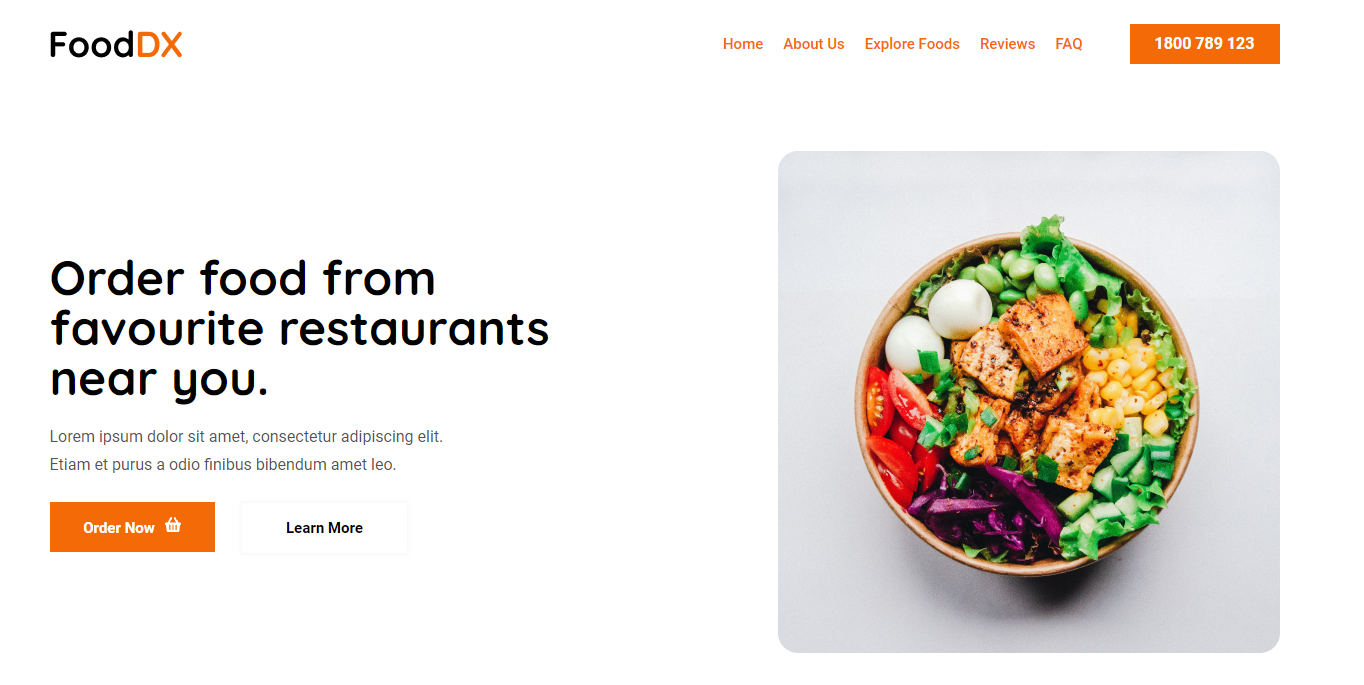 FoodDX
Home About Us Explore Foods Reviews FAQ 1800 789 123
Order food from
favourite restaurants
near you.
Lorem ipsum dolor sit amet, consectetur adipiscing elit.
Etiam et purus a odio finibus bibendum amet leo.
Order Now Learn More